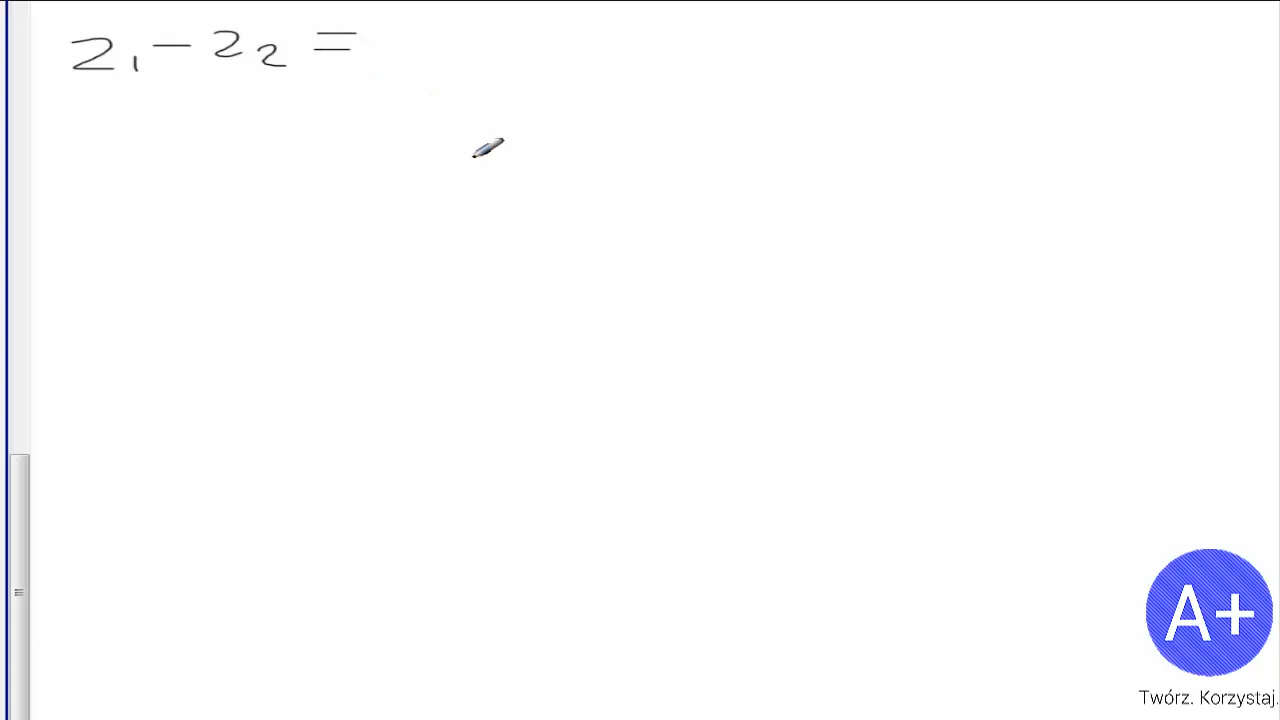 z₁ - z₂ =
A+
Twórz. Korzystaj.